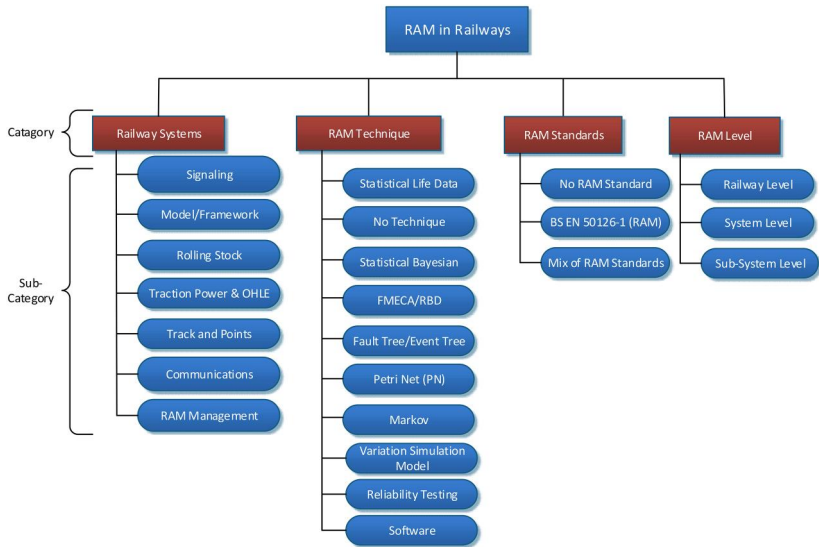 RAM in Railways
Catagory
Railway Systems
RAM Technique
RAM Standards
RAM Level
Sub-
Category
Signaling
Model/Framework
Rolling Stock
Traction Power & OHLE
Track and Points
Communications
RAM Management
Statistical Life Data
No Technique
Statistical Bayesian
FMECA/RBD
Fault Tree/Event Tree
Petri Net (PN)
Markov
Variation Simulation
Model
Reliability Testing
Software
No RAM Standard
BS EN 50126-1 (RAM)
Mix of RAM Standards
Railway Level
System Level
Sub-System Level